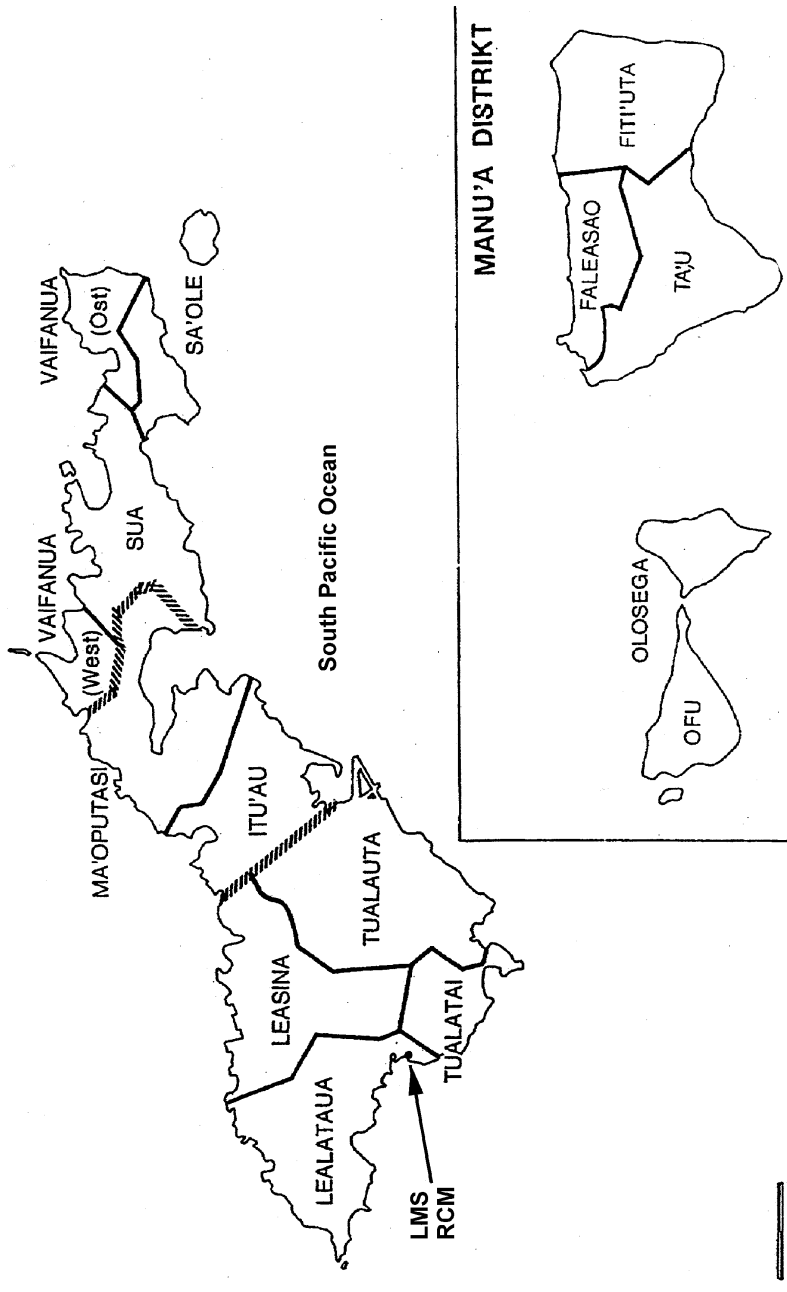 VAIFANUA
(Ost)
SA'OLE
VAIFANUA
(West)
SUA
MA'OPUTASI
ITU'AU
South Pacific Ocean
LEASINA
TUALAUTA
LEALATAUA
TUALATAI
LMS
RCM
MANU'A DISTRIKT
FITI'UTA
FALEASAO
TA'U
OLOSEGA
OFU